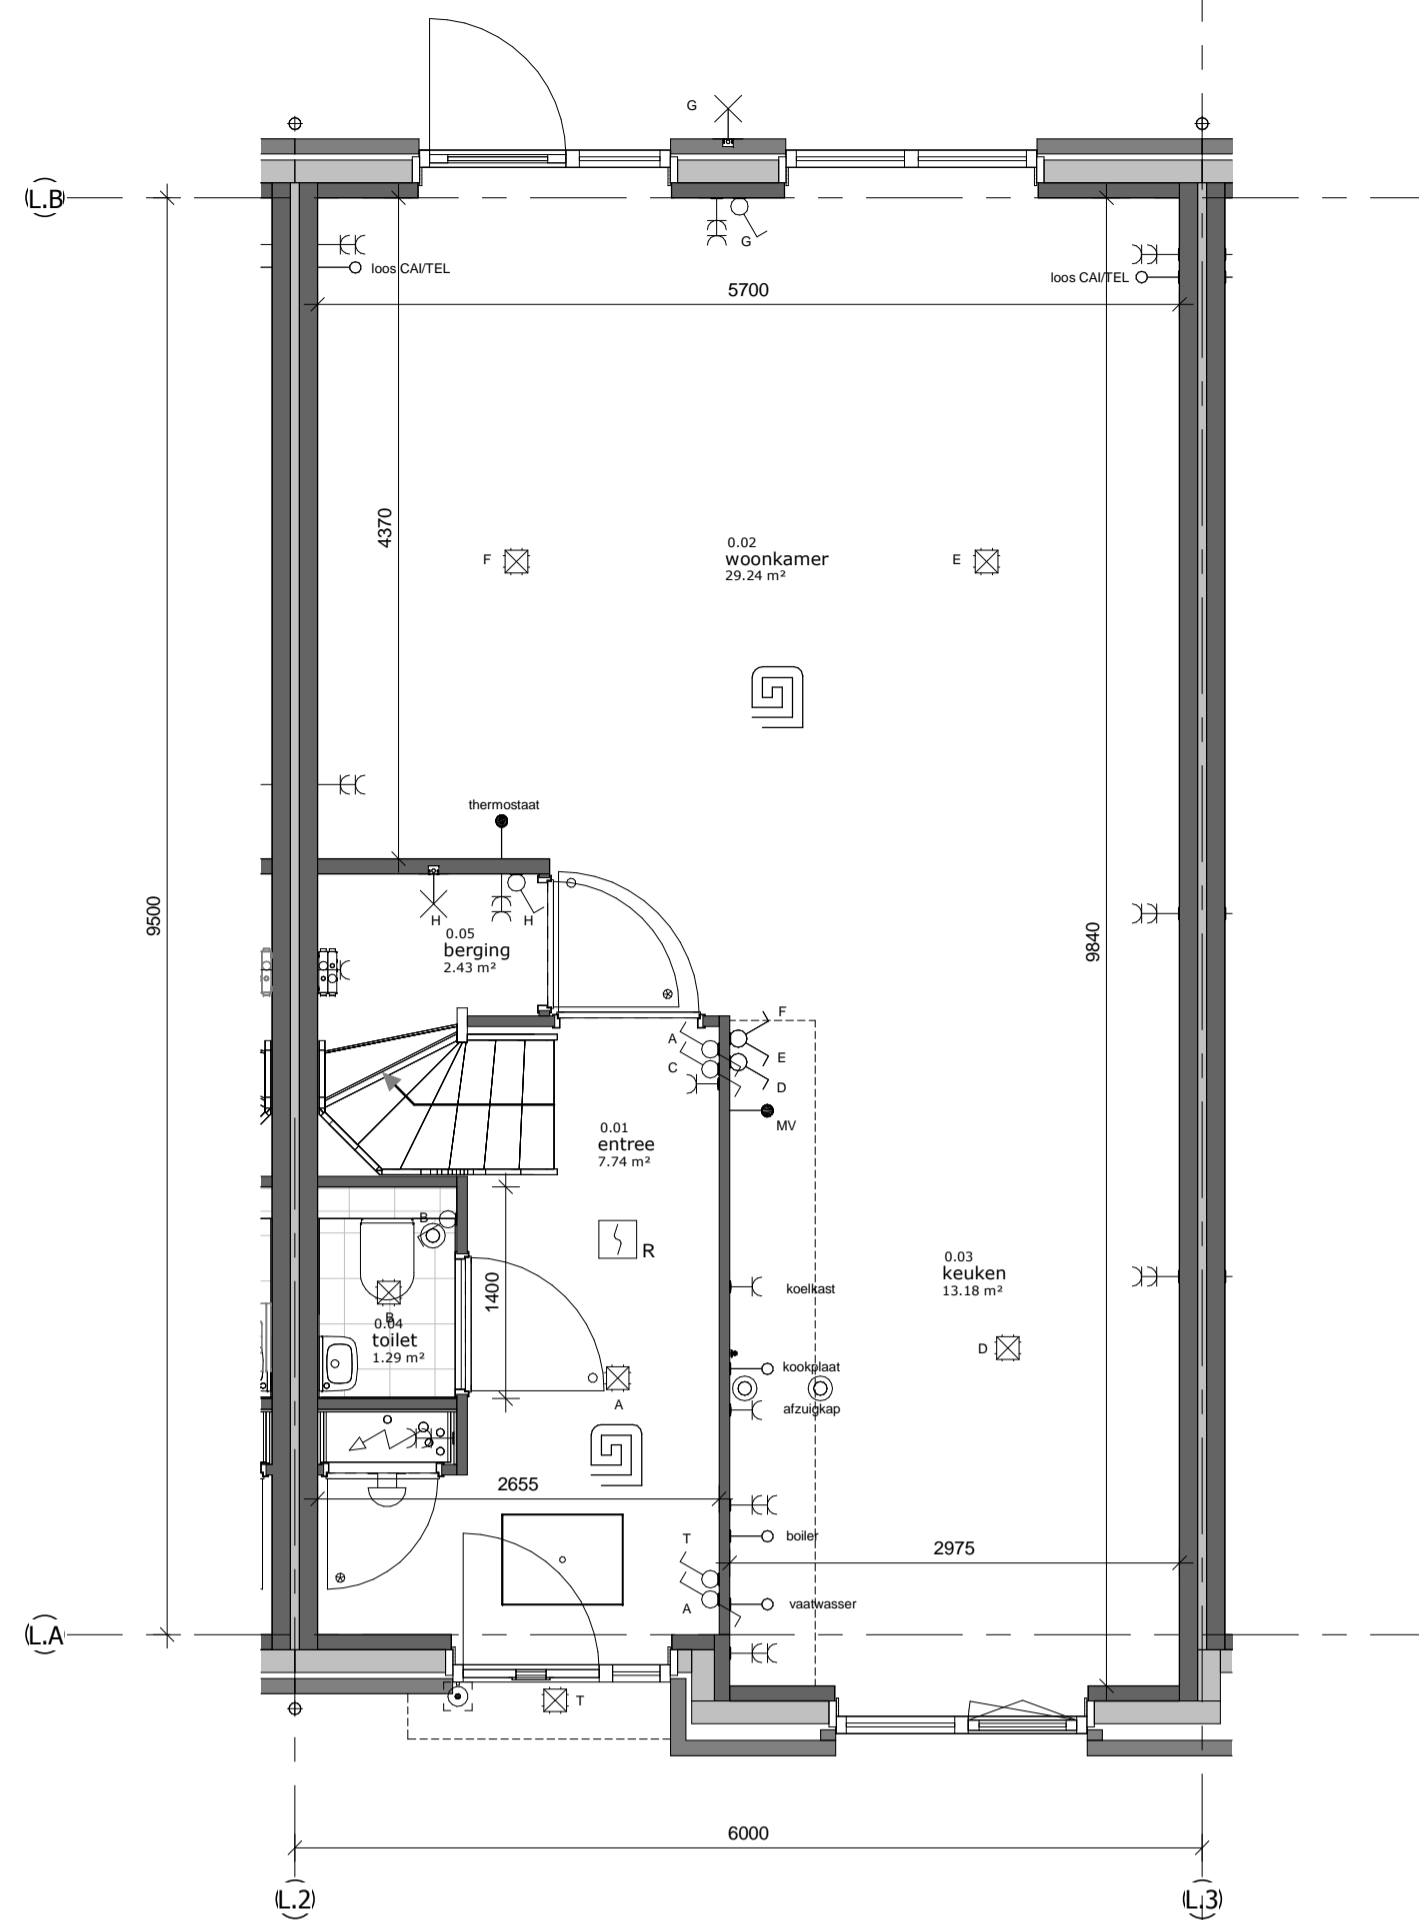 G
L.B
G
loos CAI/TEL
loos CAI/TEL
5700
4370
F
0.02
woonkamer
29.24 m²
E
thermostaat
9500
H
H
0.05
berging
2.43 m²
9840
A
F
C
E
D
MV
0.01
entree
7.74 m²
B
R
0.03
keuken
13.18 m²
1400
koelkast
B
0.04
toilet
1.29 m²
D
kookplaat
A
afzuigkap
2655
T
boiler
2975
A
vaatwasser
L.A
T
6000
L.2
L.3